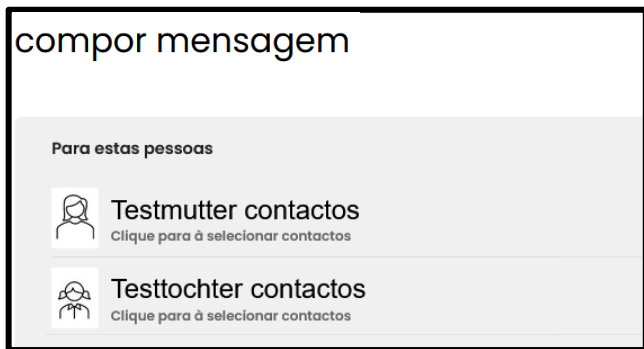 compor mensagem
Para estas pessoas
Testmutter contactos
Clique para à selecionar contactos
Testtochter contactos
Clique para à selecionar contactos